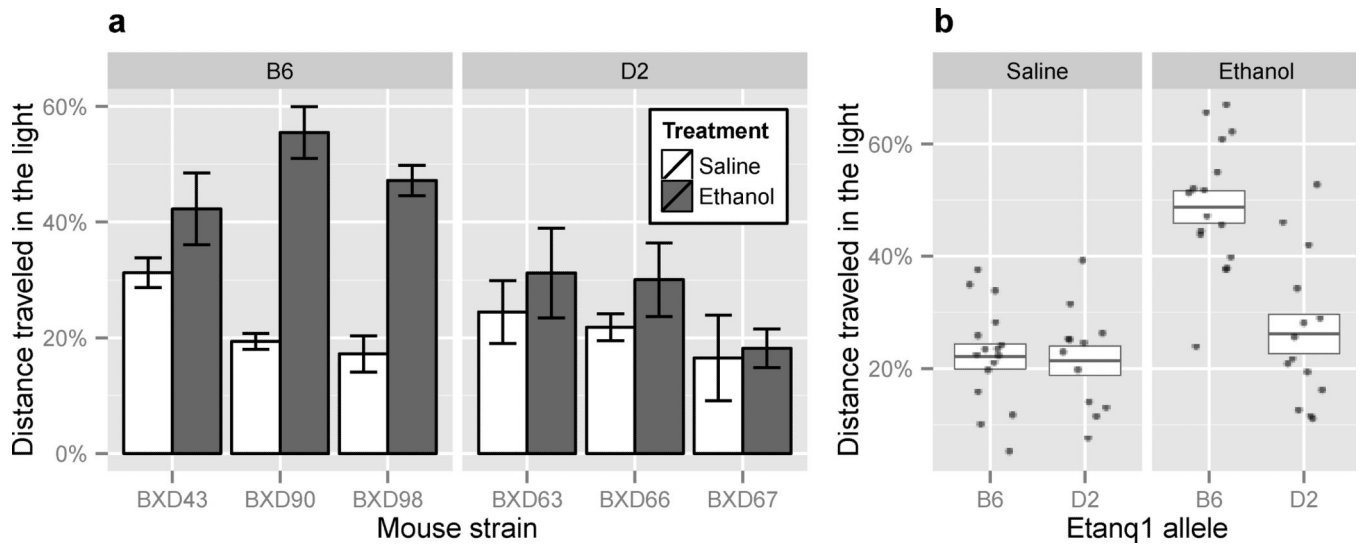 a
B6
D2
Distance traveled in the light
60%
40%
20%
0%
Treatment
Saline
Ethanol
BXD43 BXD90 BXD98 BXD63 BXD66 BXD67
Mouse strain
b
Saline
Ethanol
Distance traveled in the light
60%
40%
20%
B6 D2 B6 D2
Etanq1 allele